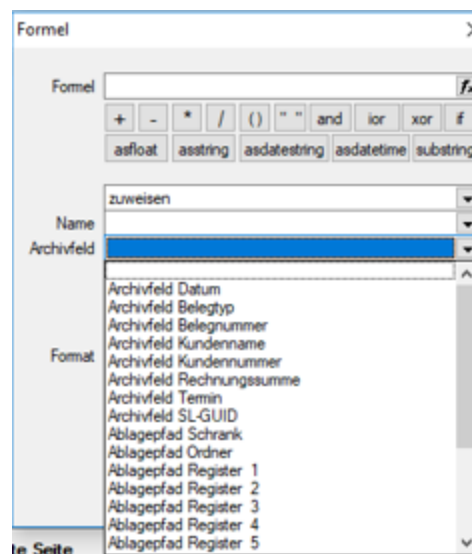 Formel
Formel
+ - * / () " " and ior xor if
asfloat asstring asdatestring asdatetime substring
zuweisen
Name
Archivfeld
Archivfeld Datum
Archivfeld Belegtyp
Archivfeld Belegnummer
Archivfeld Kundenname
Archivfeld Kundennummer
Format
Archivfeld Rechnungssumme
Archivfeld Termin
Archivfeld SL-GUID
Ablagepfad Schrank
Ablagepfad Ordner
Ablagepfad Register 1
Ablagepfad Register 2
Ablagepfad Register 3
Ablagepfad Register 4
Ablagepfad Register 5
te Seite